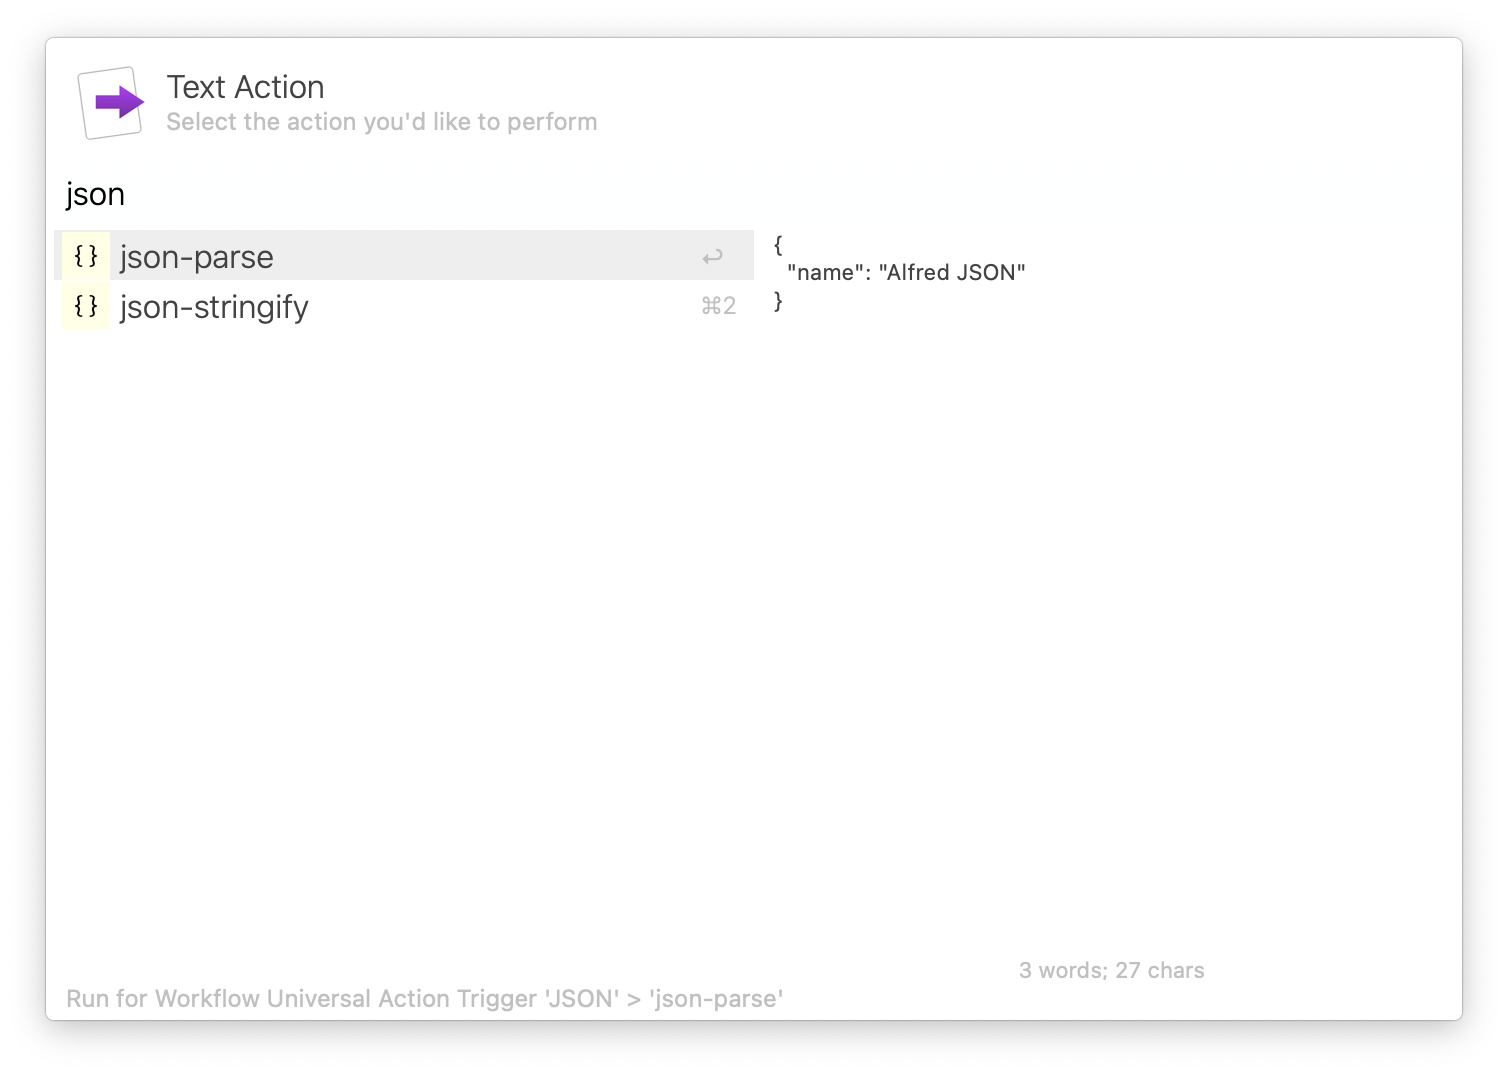 Text Action
Select the action you'd like to perform
json
{} json-parse ↩
{} json-stringify ⌘2
{
  "name": "Alfred JSON"
}
3 words; 27 chars
Run for Workflow Universal Action Trigger 'JSON' > 'json-parse'